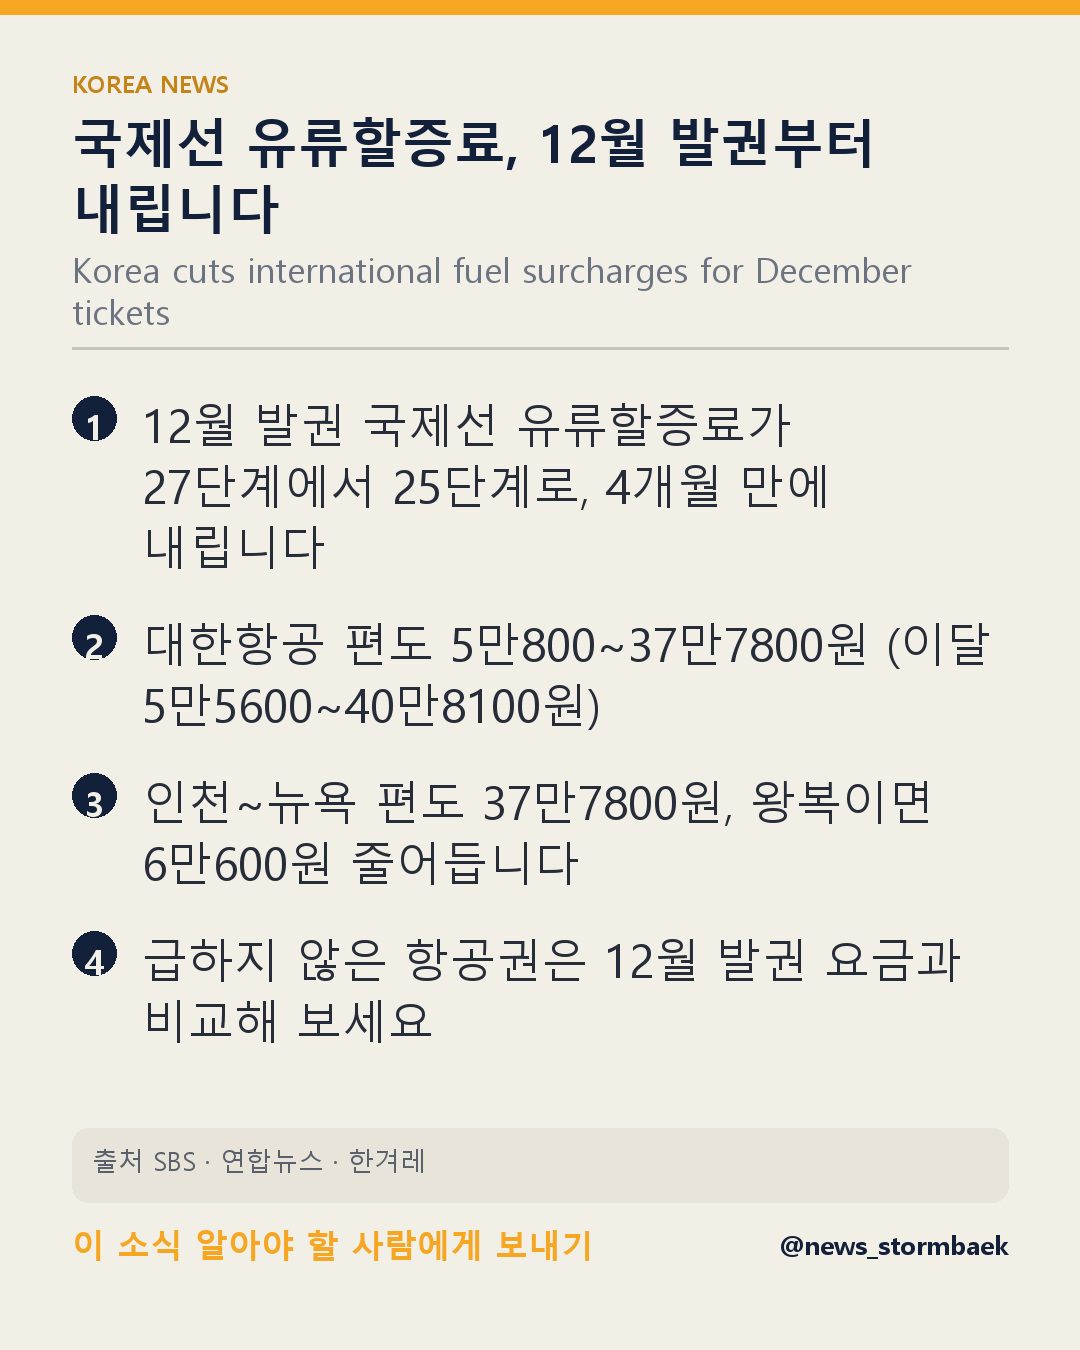 KOREA NEWS
국제선 유류할증료, 12월 발권부터
내립니다
Korea cuts international fuel surcharges for December
tickets
1 12월 발권 국제선 유류할증료가
27단계에서 25단계로, 4개월 만에
내립니다
2 대한항공 편도 5만800~37만7800원 (이달
5만5600~40만8100원)
3 인천~뉴욕 편도 37만7800원, 왕복이면
6만600원 줄어듭니다
4 급하지 않은 항공권은 12월 발권 요금과
비교해 보세요
출처 SBS · 연합뉴스 · 한겨레
이 소식 알아야 할 사람에게 보내기
@news_stormbaek